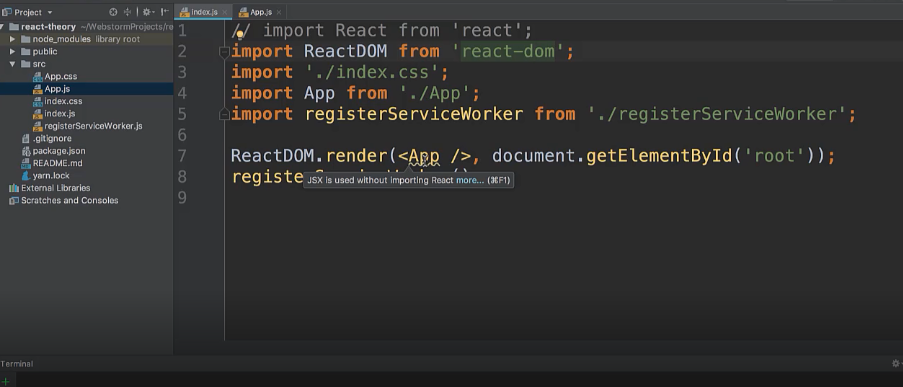 Project
index.js
App.js
react-theory ~/WebstormProjects/re
node_modules library root
public
src
App.css
App.js
index.css
index.js
registerServiceWorker.js
.gitignore
package.json
README.md
yarn.lock
External Libraries
Scratches and Consoles
1 // import React from 'react';
2 import ReactDOM from 'react-dom';
3 import './index.css';
4 import App from './App';
5 import registerServiceWorker from './registerServiceWorker';
6
7 ReactDOM.render(<App />, document.getElementById('root'));
8
JSX is used without importing React more... (⌘F1)
9
Terminal